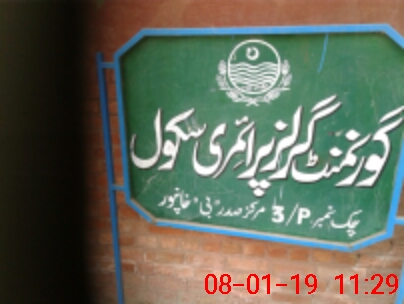 گورنمنٹ گرلز پرائمری سکول
چک نمبر 3/P مرکز صدر "بی" خانپور
08-01-19 11:29